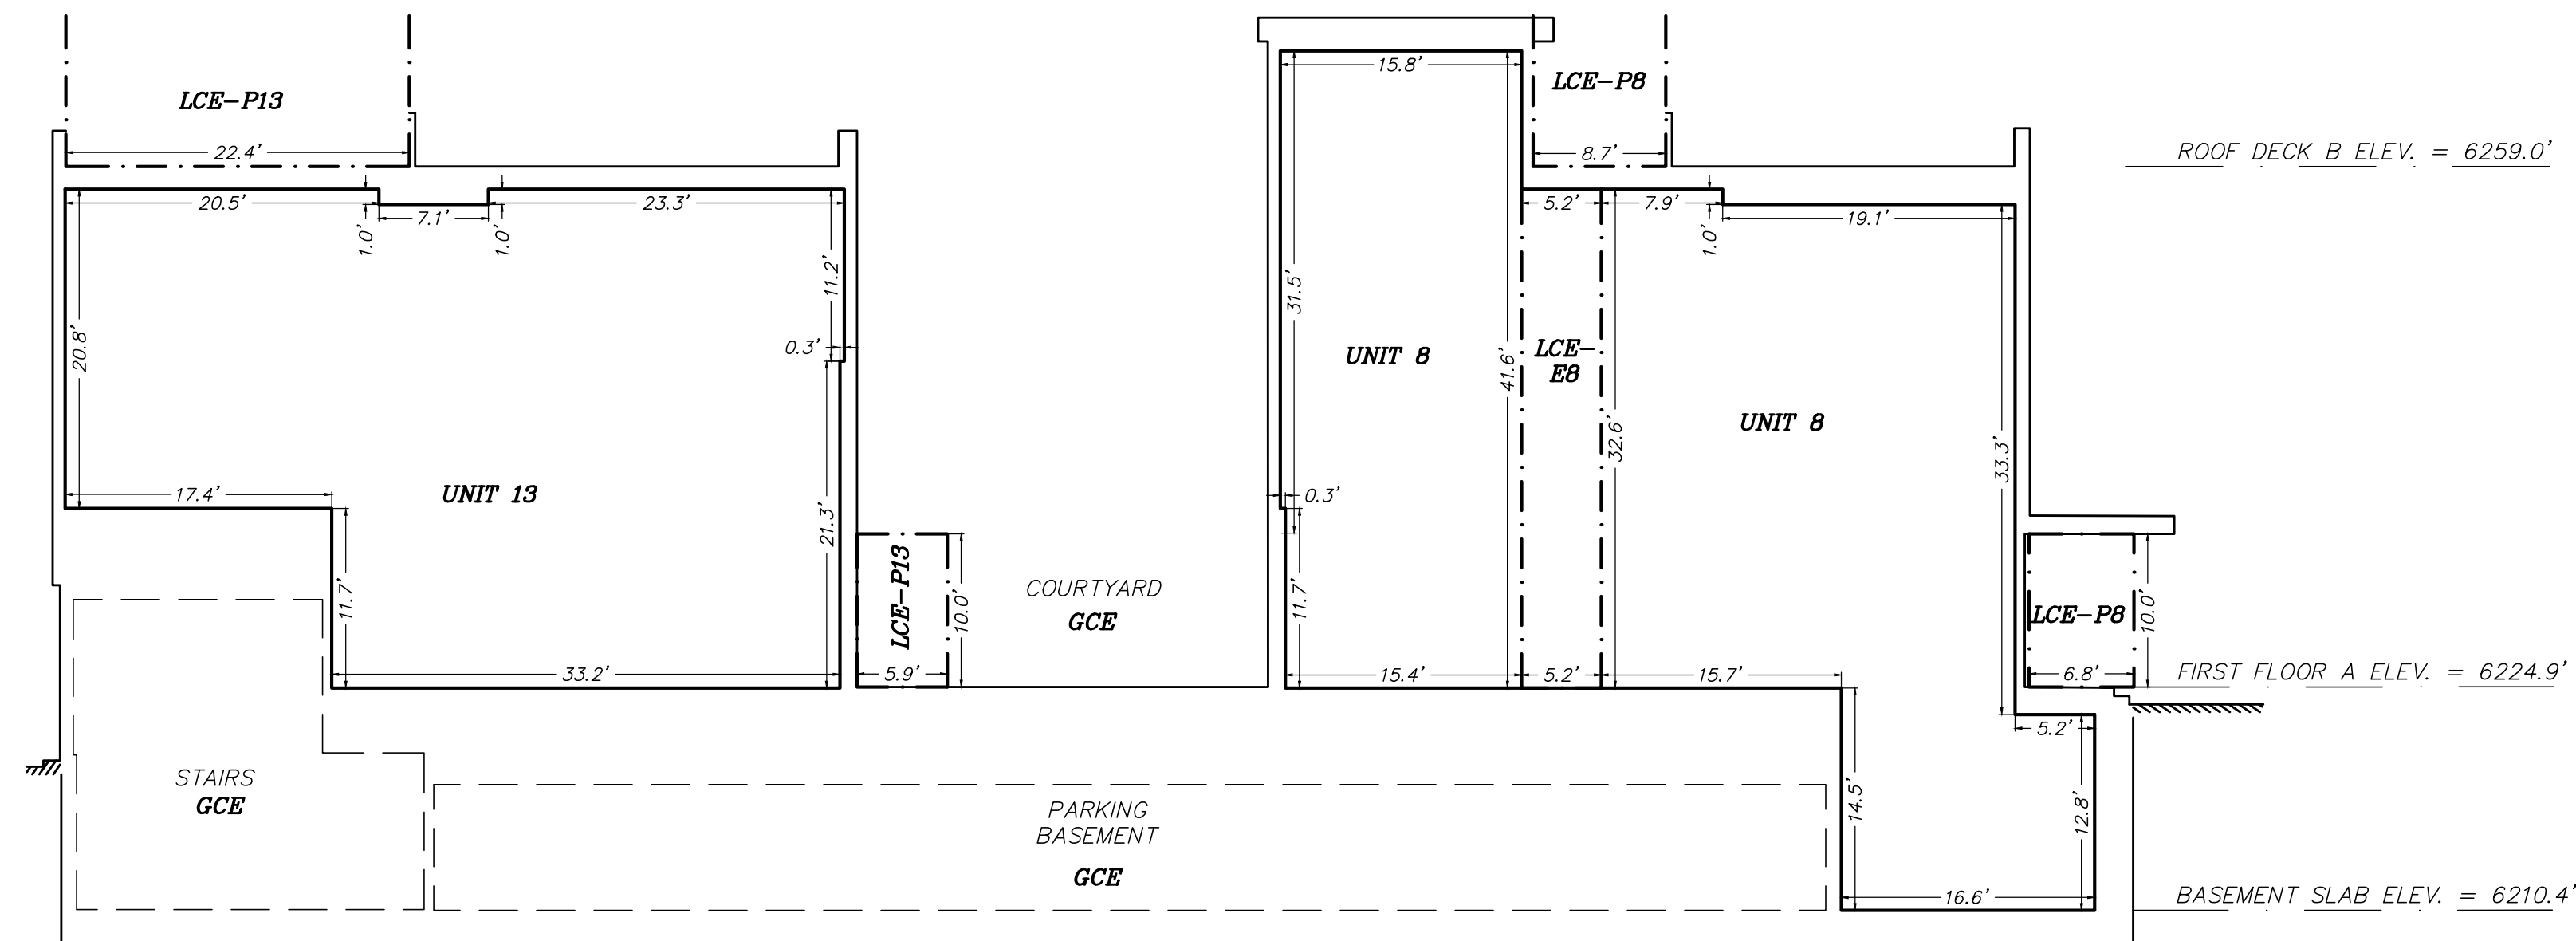 LCE-P13
22.4'
20.5'
7.1'
23.3'
1.0'
1.0'
11.2'
0.3'
20.8'
17.4'
UNIT 13
21.3'
11.7'
33.2'
LCE-P13
5.9'
10.0'
COURTYARD
GCE
STAIRS
GCE
PARKING
BASEMENT
GCE
15.8'
31.5'
UNIT 8
41.6'
0.3'
11.7'
15.4'
LCE-P8
8.7'
5.2'
7.9'
1.0'
19.1'
LCE-
E8
32.6'
UNIT 8
33.3'
5.2'
15.7'
LCE-P8
10.0'
6.8'
5.2'
14.5'
12.8'
16.6'
ROOF DECK B ELEV. = 6259.0'
FIRST FLOOR A ELEV. = 6224.9'
BASEMENT SLAB ELEV. = 6210.4'